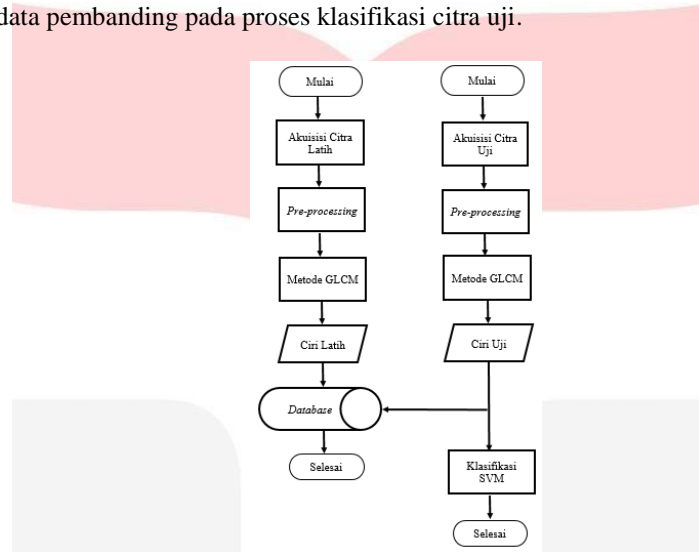 data pembanding pada proses klasifikasi citra uji.
Mulai
Akuisisi Citra
Latih
Pre-processing
Metode GLCM
Ciri Latih
Database
Selesai
Mulai
Akuisisi Citra
Uji
Pre-processing
Metode GLCM
Ciri Uji
Klasifikasi
SVM
Selesai